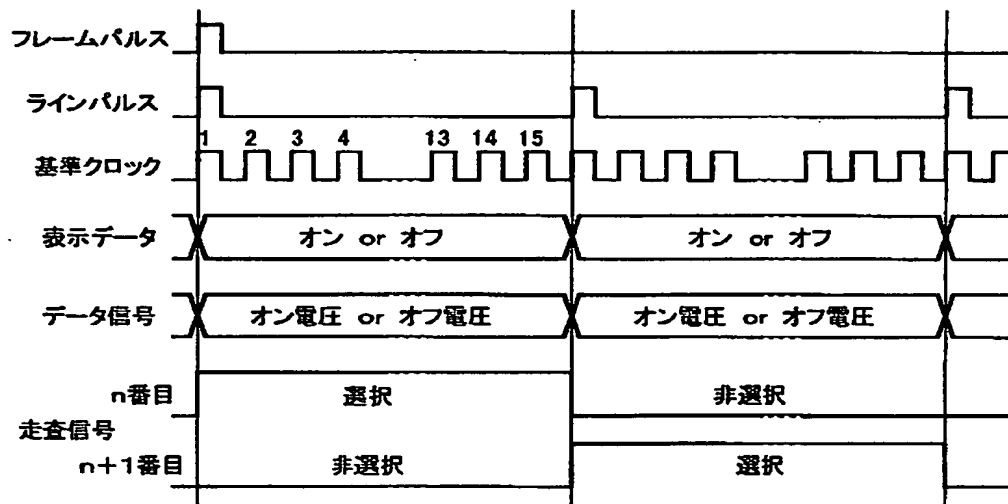 フレームパルス
ラインパルス
1 2 3 4 13 14 15
基準クロック
表示データ オン or オフ オン or オフ
データ信号 オン電圧 or オフ電圧 オン電圧 or オフ電圧
n番目 選択 非選択
走査信号
n+1番目 非選択 選択